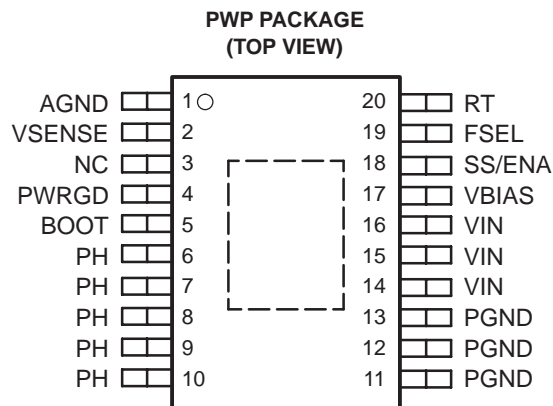 PWP PACKAGE
(TOP VIEW)
AGND 1 20 RT
VSENSE 2 19 FSEL
NC 3 18 SS/ENA
PWRGD 4 17 VBIAS
BOOT 5 16 VIN
PH 6 15 VIN
PH 7 14 VIN
PH 8 13 PGND
PH 9 12 PGND
PH 10 11 PGND